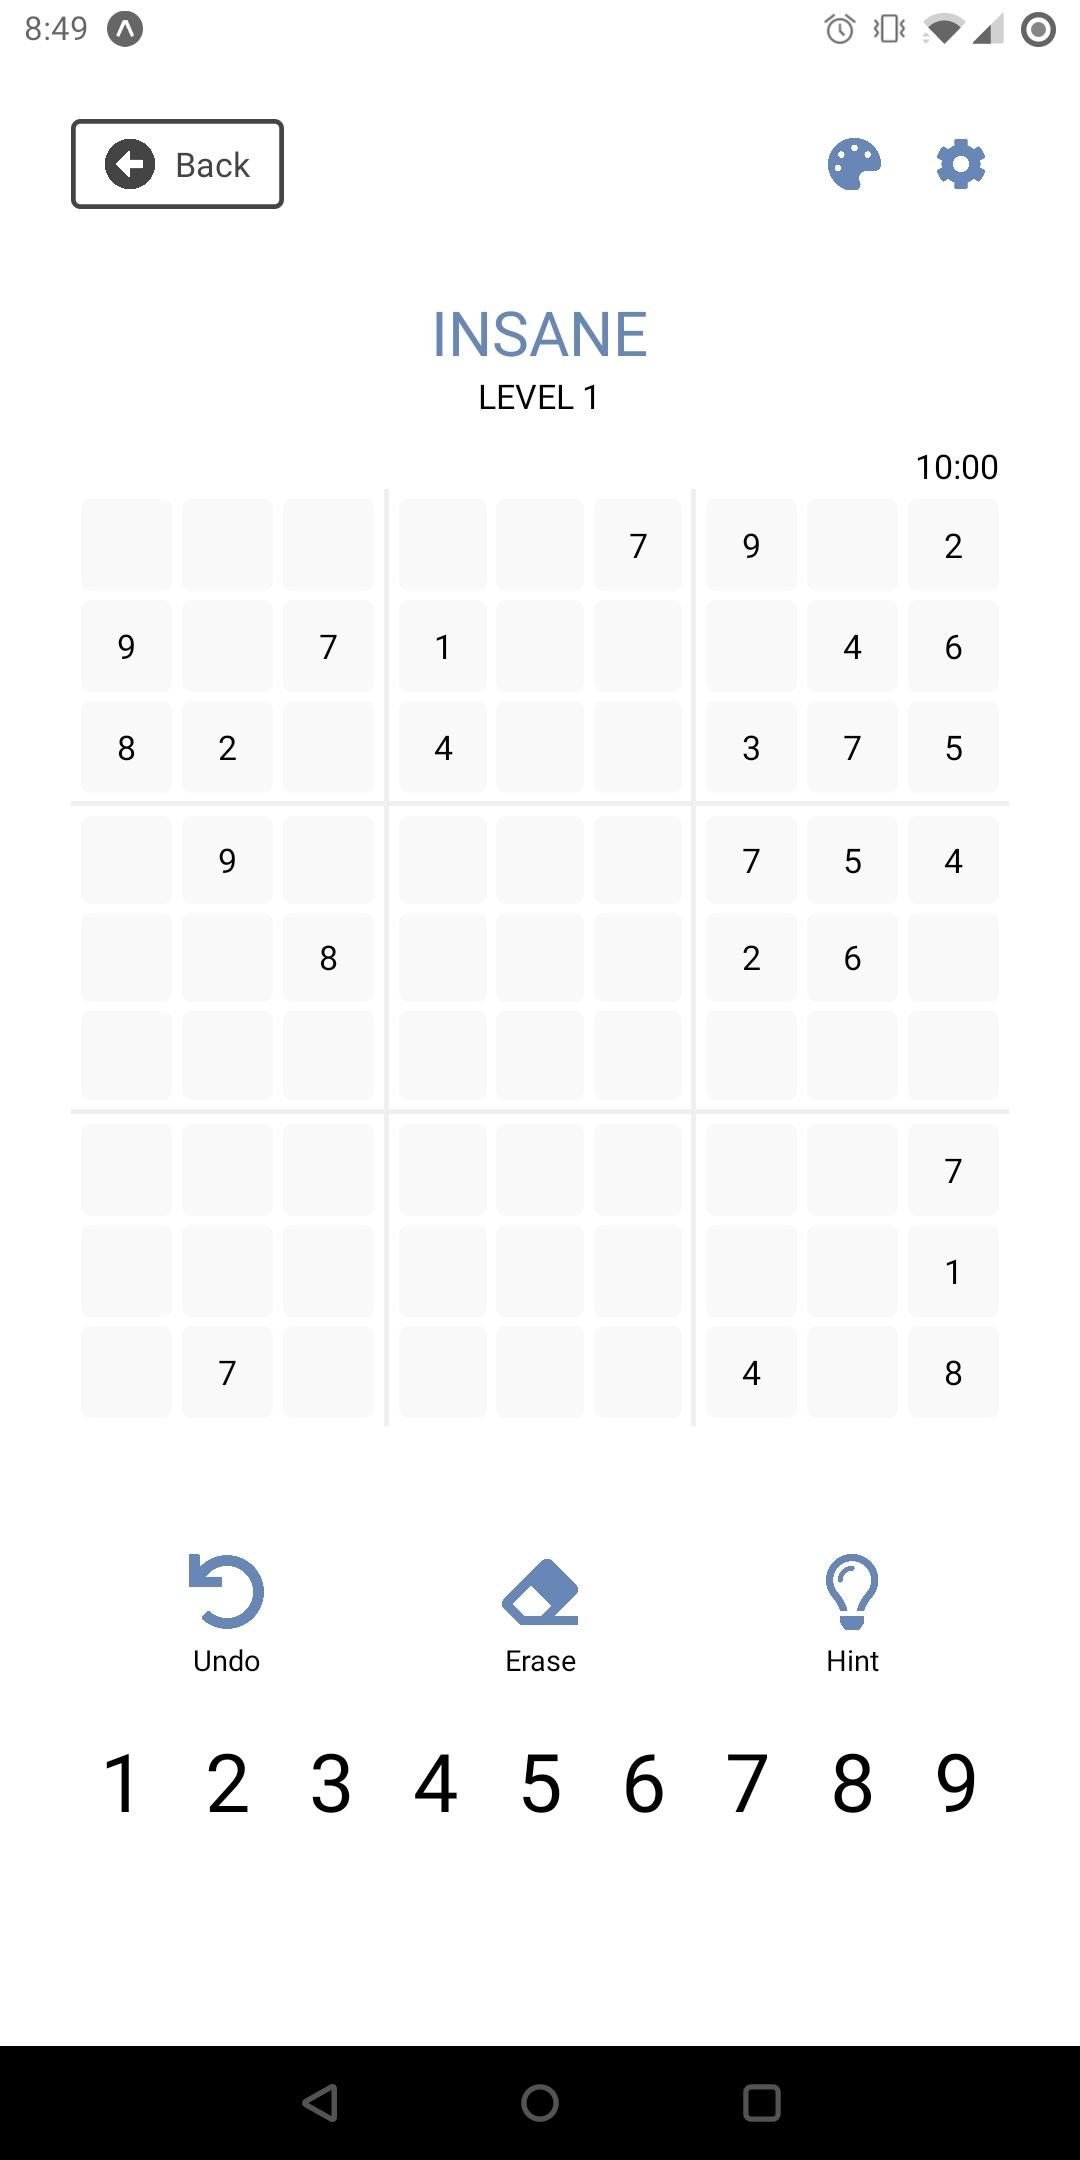 8:49
Back
INSANE
LEVEL 1
10:00
7 9 2
9 7 1 4 6
8 2 4 3 7 5
9 7 5 4
8 2 6
7
1
7 4 8
Undo Erase Hint
1 2 3 4 5 6 7 8 9